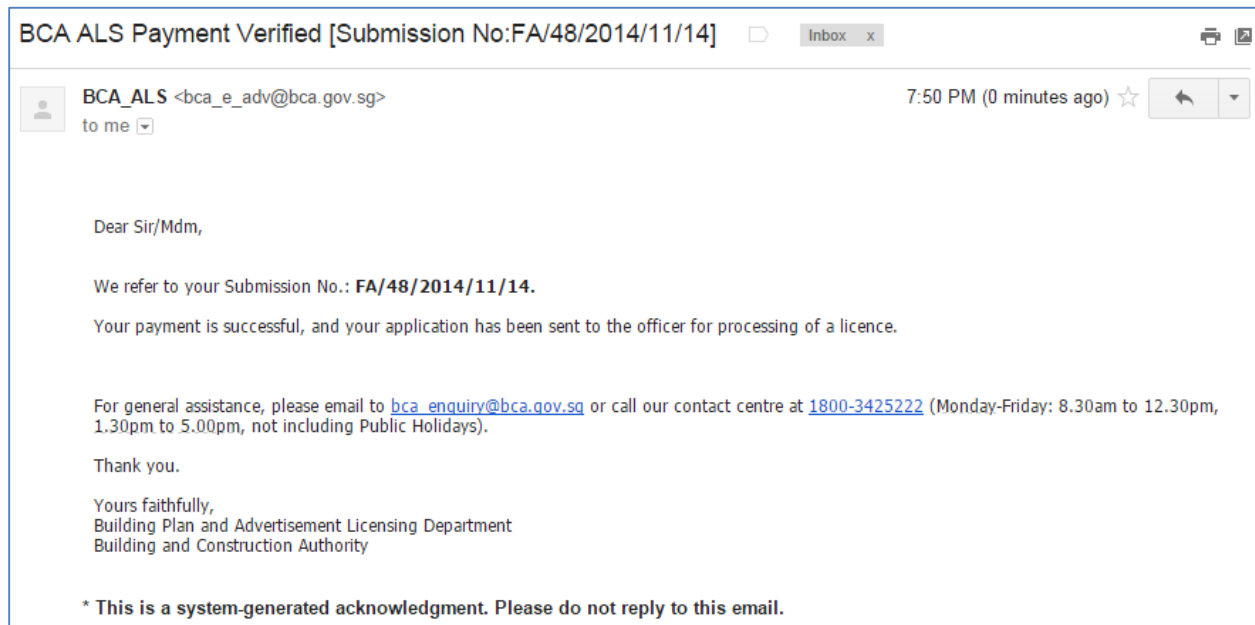 BCA ALS Payment Verified [Submission No:FA/48/2014/11/14] Inbox x
BCA_ALS <bca_e_adv@bca.gov.sg> 7:50 PM (0 minutes ago)
to me
Dear Sir/Mdm,
We refer to your Submission No.: FA/48/2014/11/14.
Your payment is successful, and your application has been sent to the officer for processing of a licence.
For general assistance, please email to bca_enquiry@bca.gov.sg or call our contact centre at 1800-3425222 (Monday-Friday: 8.30am to 12.30pm,
1.30pm to 5.00pm, not including Public Holidays).
Thank you.
Yours faithfully,
Building Plan and Advertisement Licensing Department
Building and Construction Authority
* This is a system-generated acknowledgment. Please do not reply to this email.